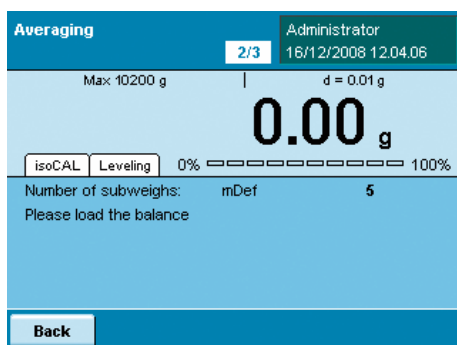 Averaging
2/3
Administrator
16/12/2008 12.04.06
Max 10200 g
d = 0.01 g
0.00 g
isoCAL Leveling 0% 100%
Number of subweighs: mDef 5
Please load the balance
Back